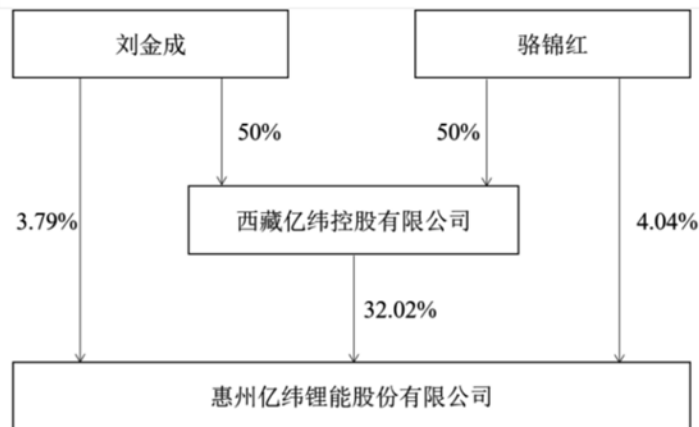 刘金成
骆锦红
50%
50%
3.79%
西藏亿纬控股有限公司
4.04%
32.02%
惠州亿纬锂能股份有限公司